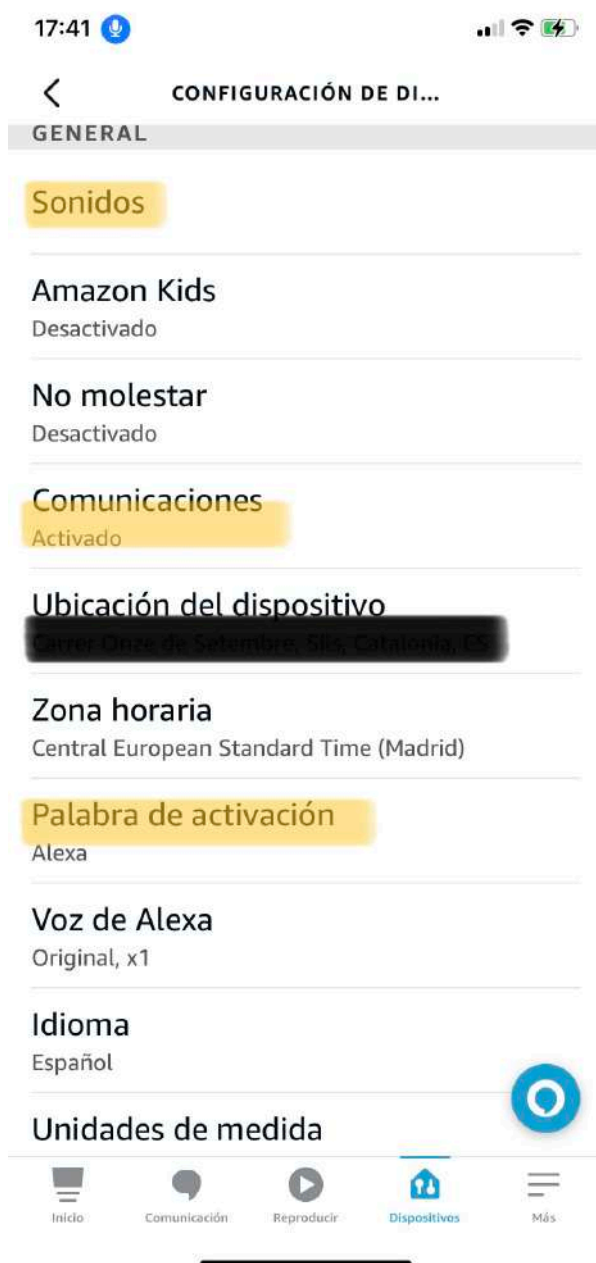 17:41
CONFIGURACIÓN DE DI...
GENERAL
Sonidos
Amazon Kids
Desactivado
No molestar
Desactivado
Comunicaciones
Activado
Ubicación del dispositivo
Zona horaria
Central European Standard Time (Madrid)
Palabra de activación
Alexa
Voz de Alexa
Original, x1
Idioma
Español
Unidades de medida
Inicio Comunicación Reproducir Dispositivos Más